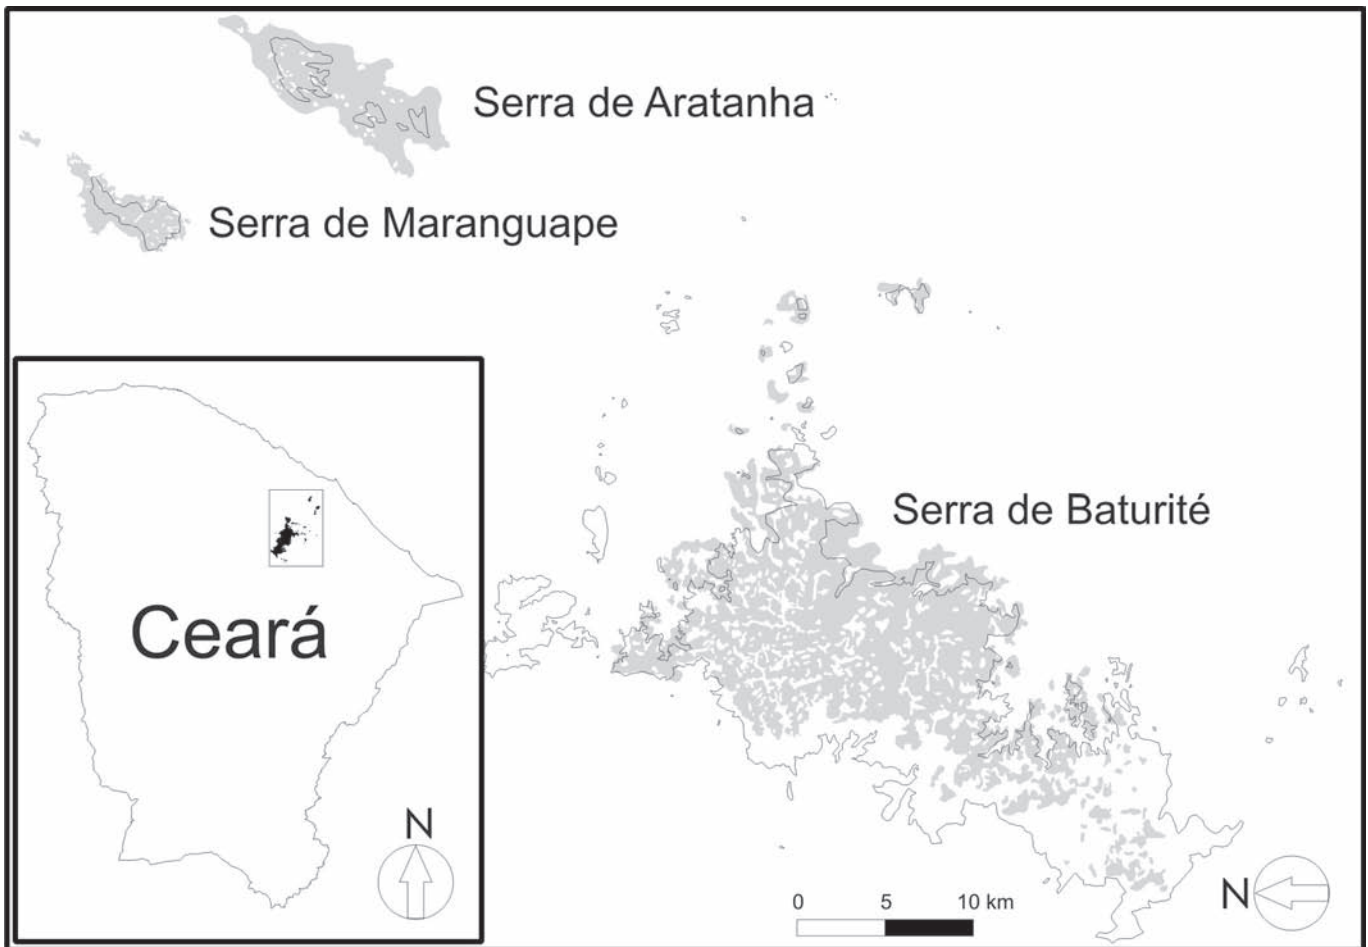 Serra de Aratanha
Serra de Maranguape
Serra de Baturité
Ceará
N
0 5 10 km
N